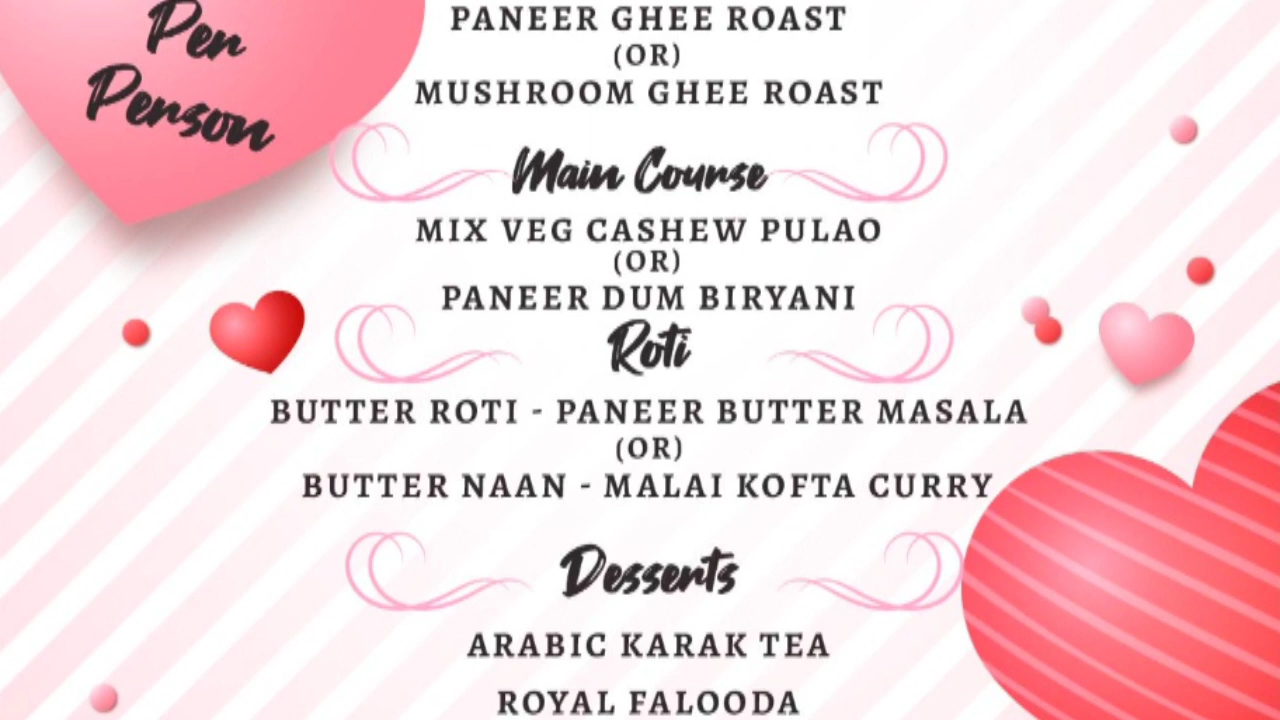 Per
Person
PANEER GHEE ROAST
(OR)
MUSHROOM GHEE ROAST
Main Course
MIX VEG CASHEW PULAO
(OR)
PANEER DUM BIRYANI
Roti
BUTTER ROTI - PANEER BUTTER MASALA
(OR)
BUTTER NAAN - MALAI KOFTA CURRY
Desserts
ARABIC KARAK TEA
ROYAL FALOODA